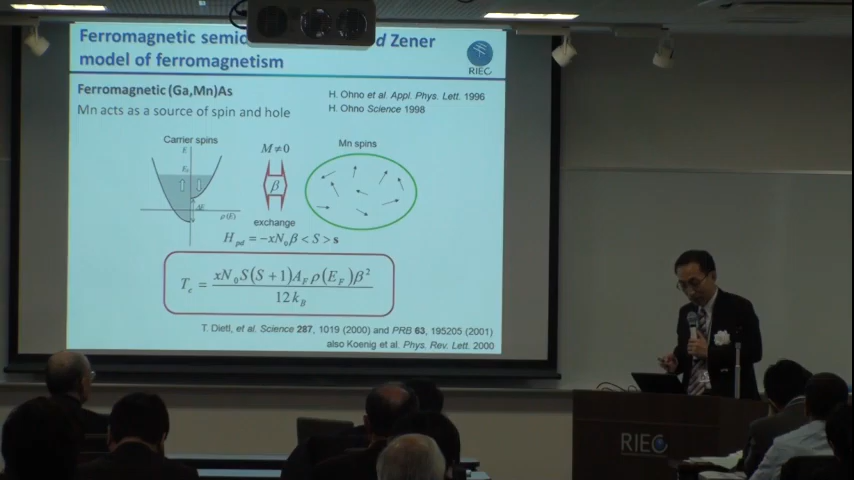 Ferromagnetic semic d Zener
model of ferromagnetism
RIEC
Ferromagnetic (Ga,Mn)As
H. Ohno et al. Appl. Phys. Lett. 1996
Mn acts as a source of spin and hole
H. Ohno Science 1998
Carrier spins
M≠0
Mn spins
E
β
ΔE
ρ(E)
exchange
H_pd = −xN₀β < S > s
T_c = xN₀S(S + 1)A_F ρ(E_F)β² / 12k_B
T. Dietl, et al. Science 287, 1019 (2000) and PRB 63, 195205 (2001)
also Koenig et al. Phys. Rev. Lett. 2000
RIEC